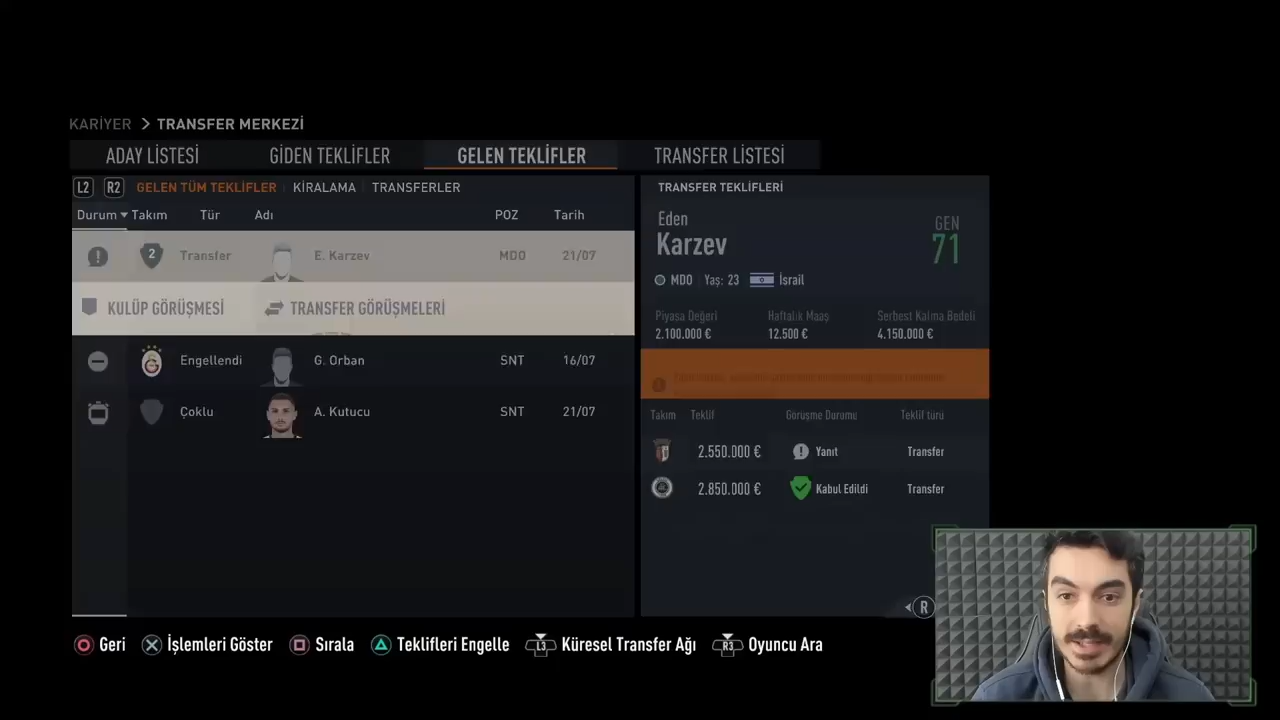 KARİYER > TRANSFER MERKEZİ
ADAY LİSTESİ GİDEN TEKLİFLER GELEN TEKLİFLER TRANSFER LİSTESİ
L2 R2 GELEN TÜM TEKLİFLER KİRALAMA TRANSFERLER
Durum Takım Tür Adı POZ Tarih
2 Transfer E. Karzev MDO 21/07
KULÜP GÖRÜŞMESİ TRANSFER GÖRÜŞMELERİ
Engellendi G. Orban SNT 16/07
Çoklu A. Kutucu SNT 21/07
TRANSFER TEKLİFLERİ
Eden
Karzev
GEN
71
MDO Yaş: 23 İsrail
Piyasa Değeri Haftalık Maaş Serbest Kalma Bedeli
2.100.000 € 12.500 € 4.150.000 €
Takım Teklif Görüşme Durumu Teklif türü
2.550.000 € Yanıt Transfer
2.850.000 € Kabul Edildi Transfer
R
Geri İşlemleri Göster Sırala Teklifleri Engelle L3 Küresel Transfer Ağı R3 Oyuncu Ara